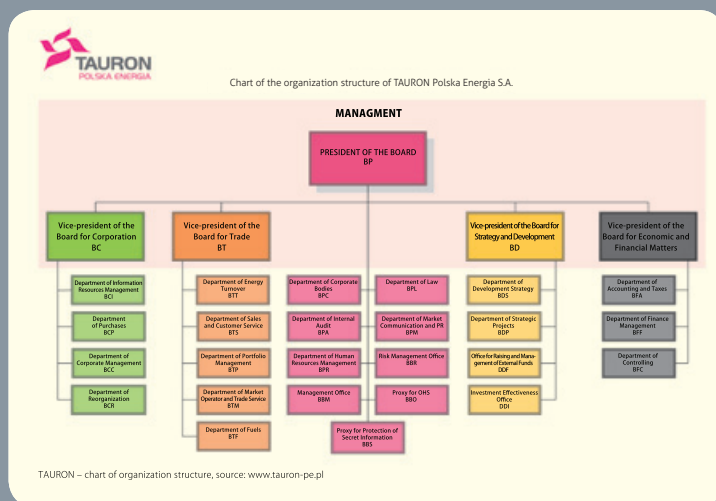 TAURON
POLSKA ENERGIA
Chart of the organization structure of TAURON Polska Energia S.A.
MANAGMENT
PRESIDENT OF THE BOARD
BP
Vice-president of the
Board for Corporation
BC
Vice-president of the
Board for Trade
BT
Vice-president of the Board for
Strategy and Development
BD
Vice-president of the
Board for Economic and
Financial Matters
Department of Information
Resources Management
BCI
Department
of Purchases
BCP
Department of
Corporate Management
BCC
Department of
Reorganization
BCR
Department of Energy
Turnover
BTT
Department of Sales
and Customer Service
BTS
Department of Portfolio
Management
BTP
Department of Market
Operator and Trade Service
BTM
Department of Fuels
BTF
Department of Corporate
Bodies
BPC
Department of Internal
Audit
BPA
Department of Human
Resources Management
BPR
Management Office
BBM
Department of Law
BPL
Department of Market
Communication and PR
BPM
Risk Management Office
BBR
Proxy for OHS
BBO
Proxy for Protection of
Secret Information
BBS
Department of
Development Strategy
BDS
Department of Strategic
Projects
BDP
Office for Raising and Mana-
gement of External Funds
DDF
Investment Effectiveness
Office
DDI
Department of
Accounting and Taxes
BFA
Department of Finance
Management
BFF
Department of
Controlling
BFC
TAURON – chart of organization structure, source: www.tauron-pe.pl